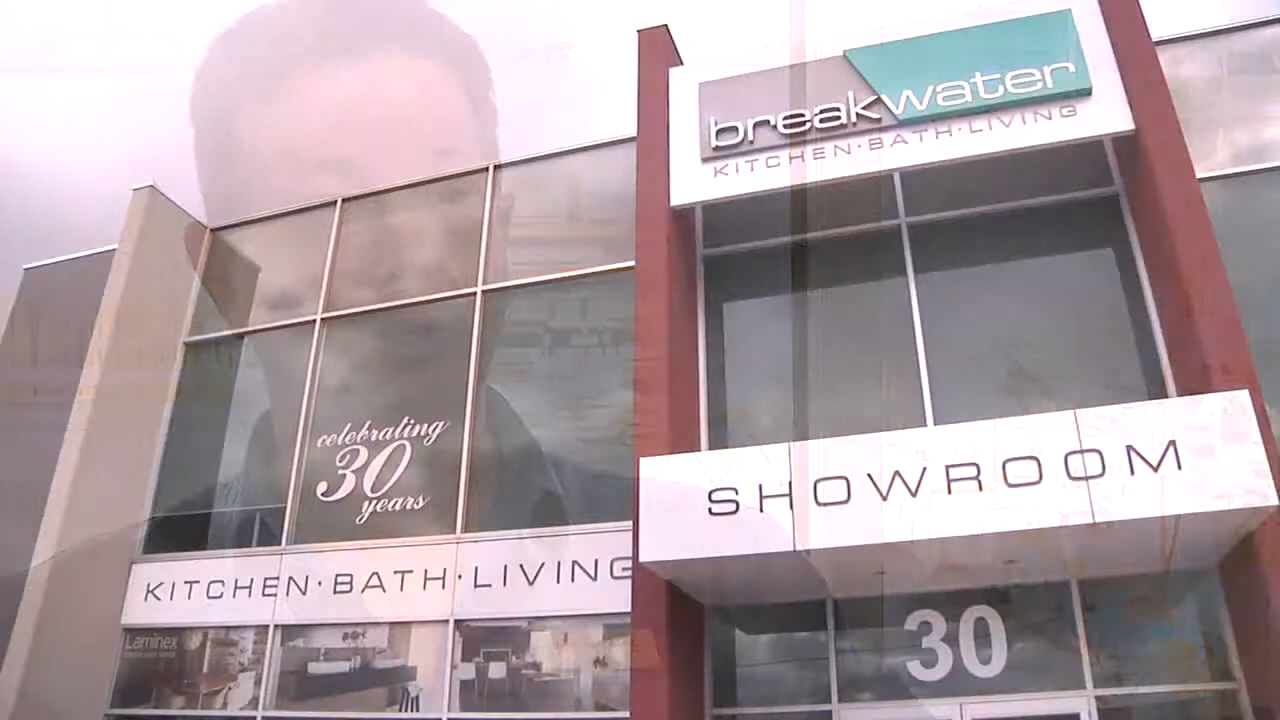 breakwater
KITCHEN·BATH·LIVING
celebrating
30
years
SHOWROOM
KITCHEN·BATH·LIVING
Laminex
30